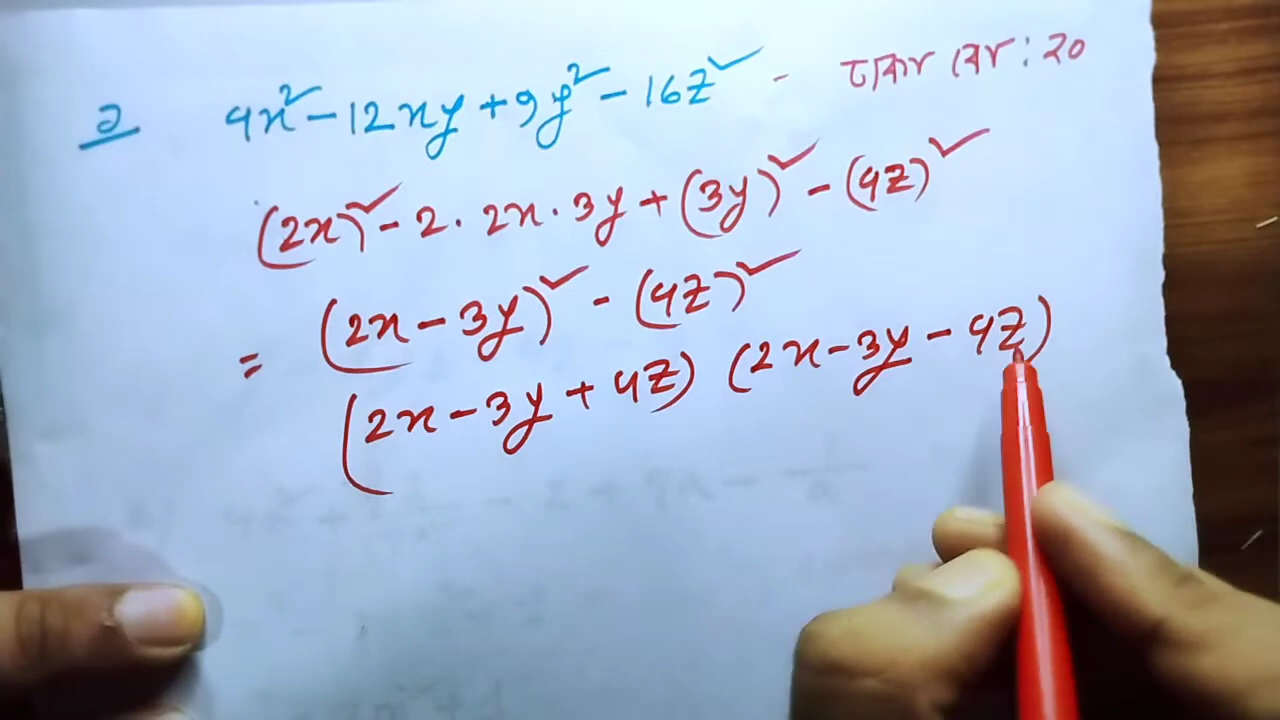 ২ 4x² - 12xy + 9y² - 16z² - ঢাকা বোর্ড: 20
(2x)² - 2 . 2x . 3y + (3y)² - (4z)²
= (2x - 3y)² - (4z)²
(2x - 3y + 4z) (2x - 3y - 4z)